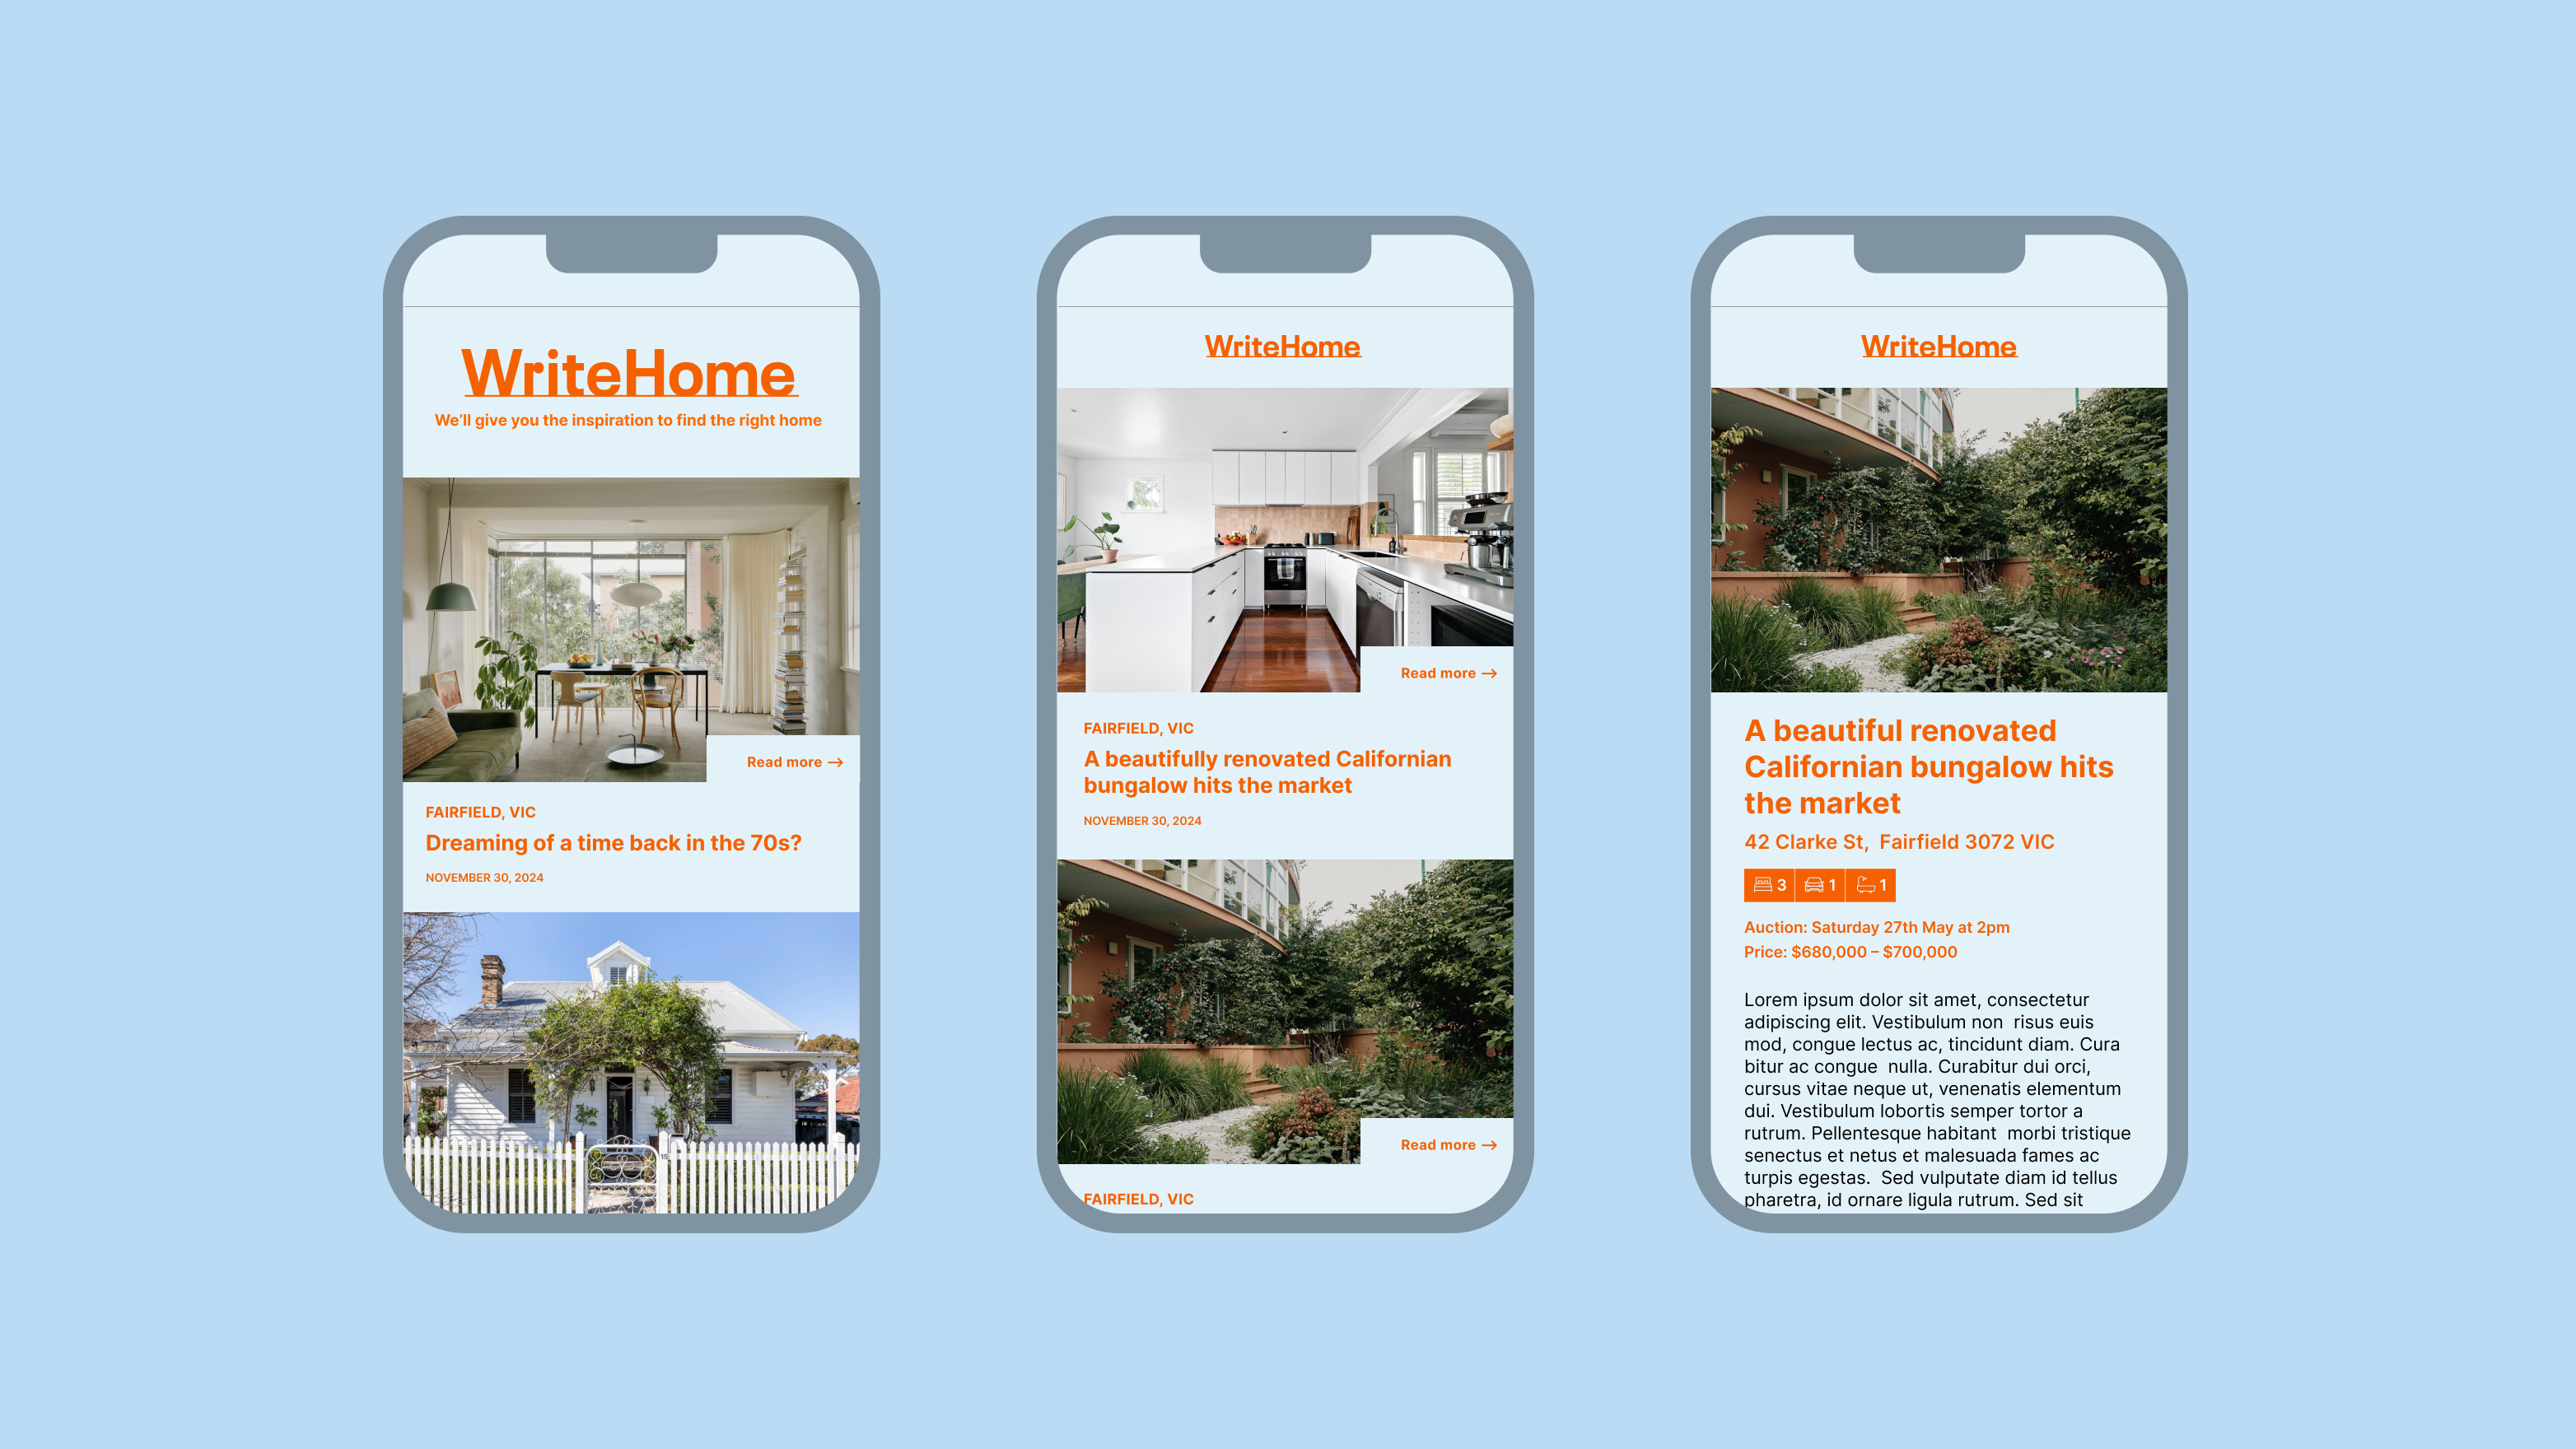 WriteHome
We'll give you the inspiration to find the right home
Read more →
FAIRFIELD, VIC
Dreaming of a time back in the 70s?
NOVEMBER 30, 2024
15
WriteHome
Read more →
FAIRFIELD, VIC
A beautifully renovated Californian
bungalow hits the market
NOVEMBER 30, 2024
Read more →
FAIRFIELD, VIC
WriteHome
A beautiful renovated
Californian bungalow hits
the market
42 Clarke St,  Fairfield 3072 VIC
3 1 1
Auction: Saturday 27th May at 2pm
Price: $680,000 – $700,000
Lorem ipsum dolor sit amet, consectetur
adipiscing elit. Vestibulum non  risus euis
mod, congue lectus ac, tincidunt diam. Cura
bitur ac congue  nulla. Curabitur dui orci,
cursus vitae neque ut, venenatis elementum
dui. Vestibulum lobortis semper tortor a
rutrum. Pellentesque habitant  morbi tristique
senectus et netus et malesuada fames ac
turpis egestas.  Sed vulputate diam id tellus
pharetra, id ornare ligula rutrum. Sed sit